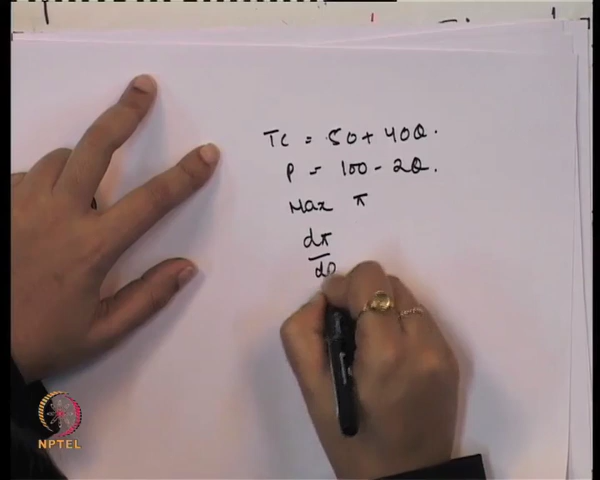 TC = 50 + 40Q.
P = 100 - 2Q.
Max π
dπ
dQ
NPTEL